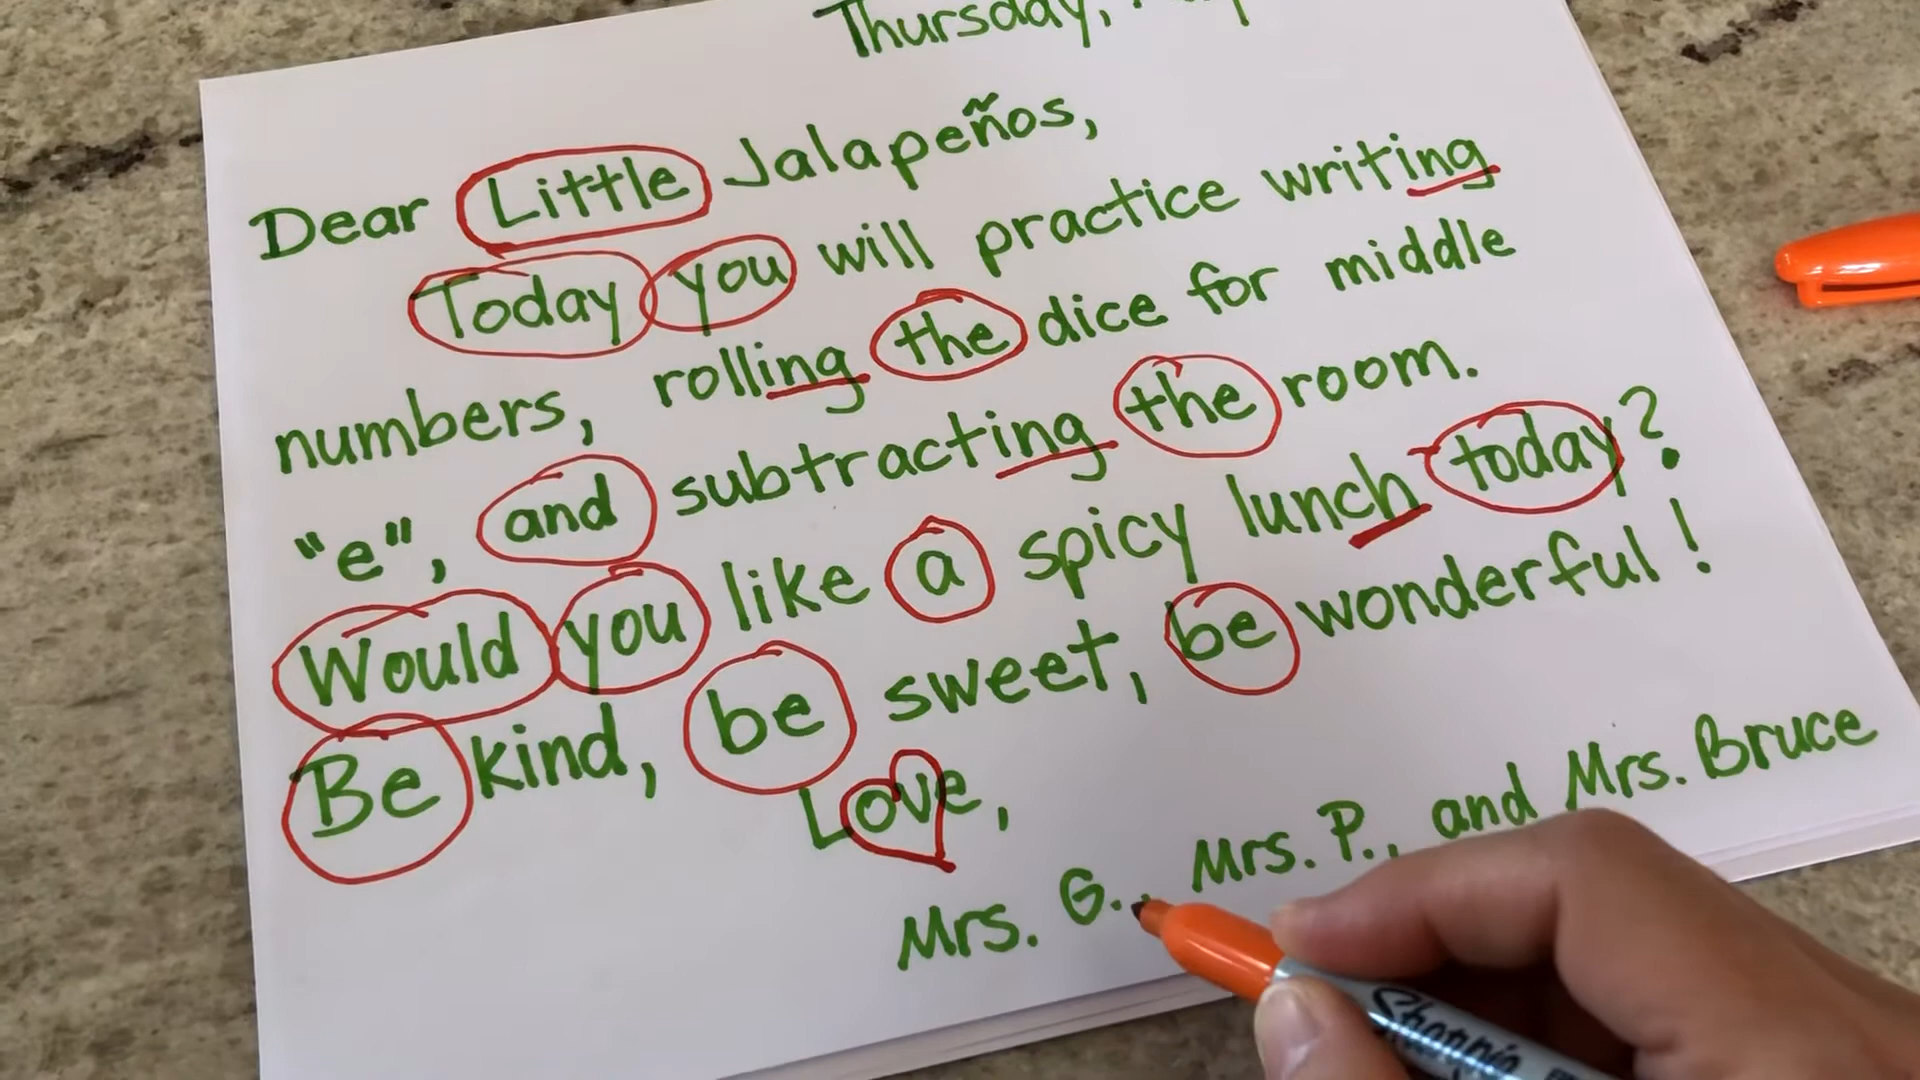 Thursday,
Dear Little Jalapeños,
Today you will practice writing
numbers, rolling the dice for middle
"e", and subtracting the room.
Would you like a spicy lunch today?
Be kind, be sweet, be wonderful!
Love,
Mrs. G., Mrs. P., and Mrs. Bruce
Sharpie